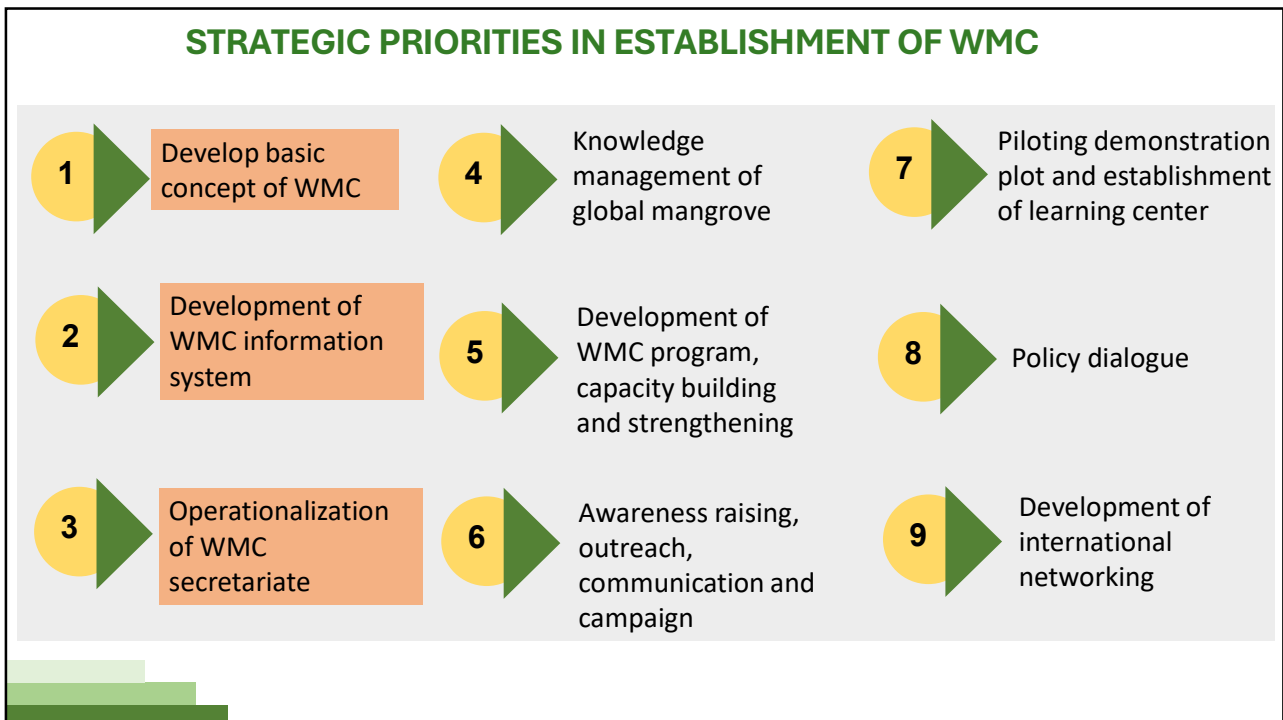 STRATEGIC PRIORITIES IN ESTABLISHMENT OF WMC
1
Develop basic
concept of WMC
2
Development of
WMC information
system
3
Operationalization
of WMC
secretariate
4
Knowledge
management of
global mangrove
5
Development of
WMC program,
capacity building
and strengthening
6
Awareness raising,
outreach,
communication and
campaign
7
Piloting demonstration
plot and establishment
of learning center
8
Policy dialogue
9
Development of
international
networking